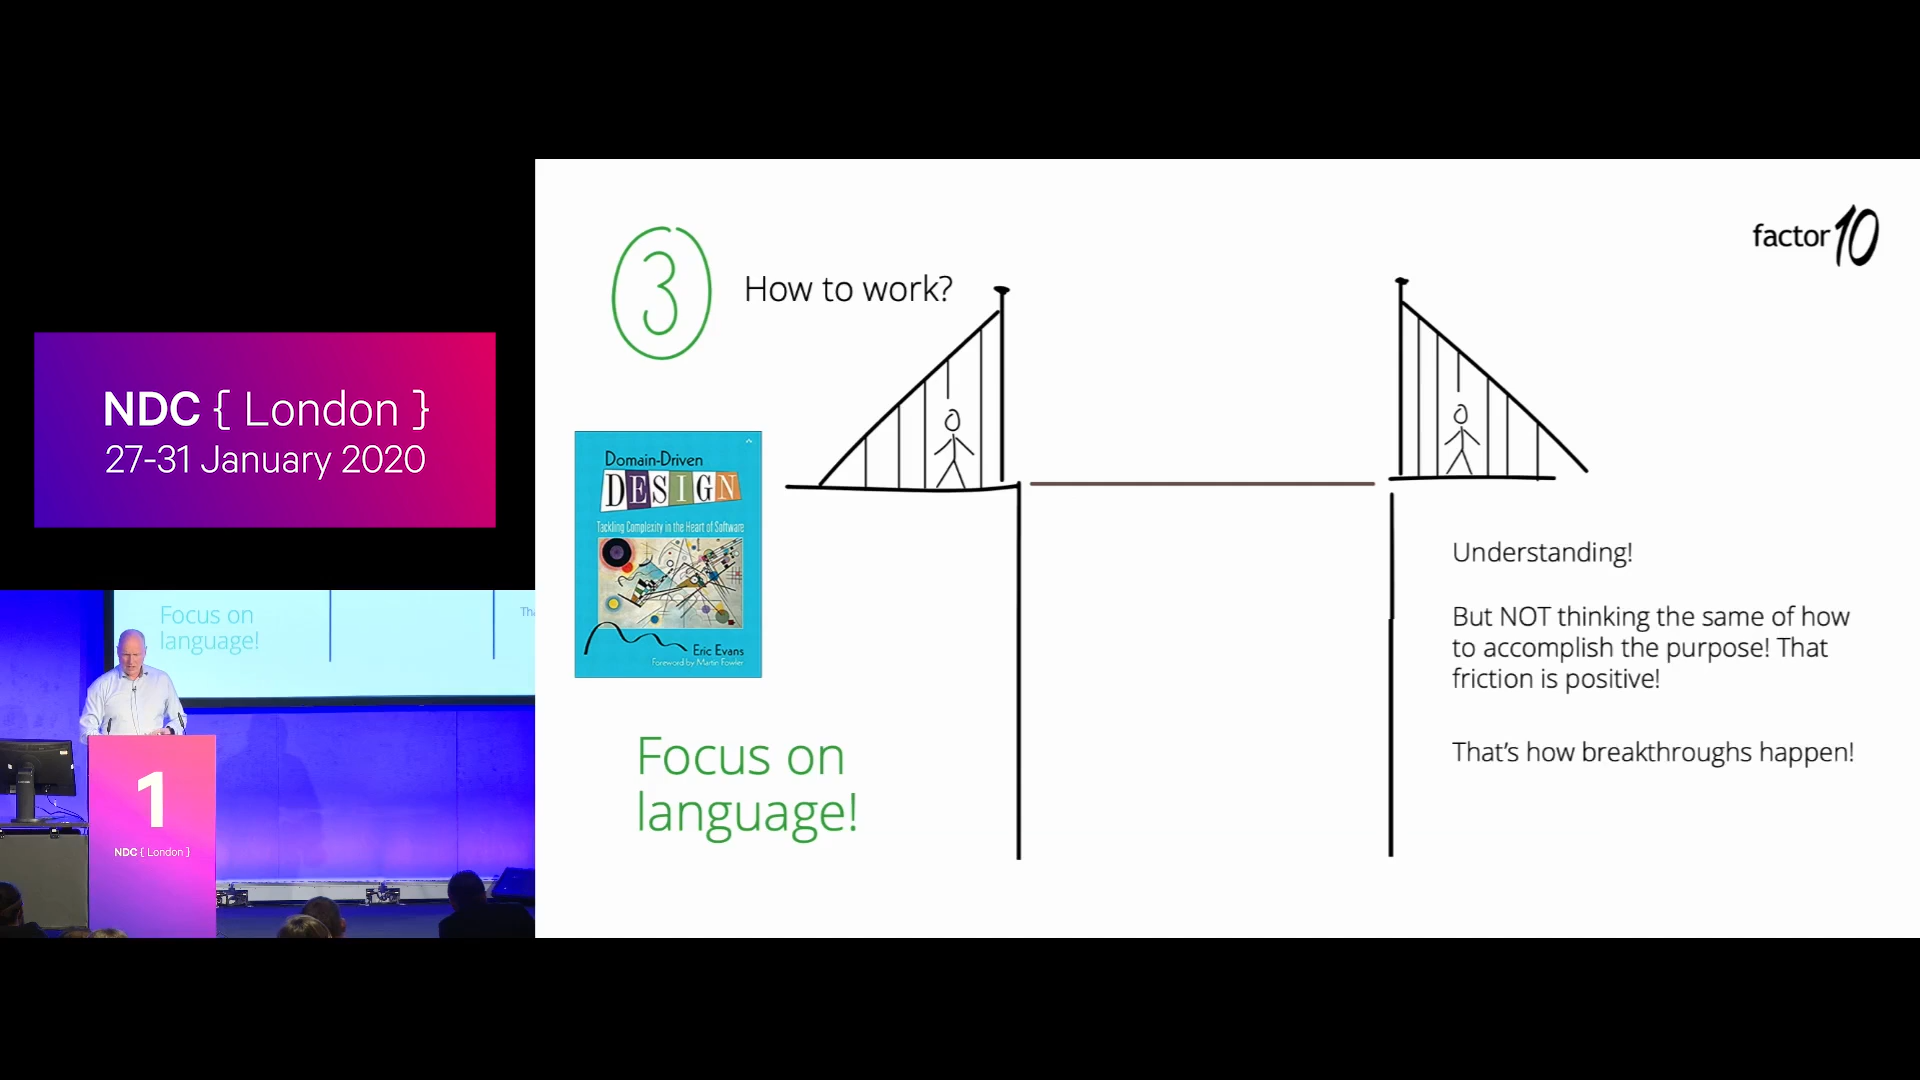 NDC { London }
27-31 January 2020
Focus on
language!
Th
1
NDC { London }
3
How to work?
factor10
Domain-Driven
DESIGN
Tackling Complexity in the Heart of Software
Eric Evans
Foreword by Martin Fowler
Focus on
language!
Understanding!
But NOT thinking the same of how
to accomplish the purpose! That
friction is positive!
That's how breakthroughs happen!